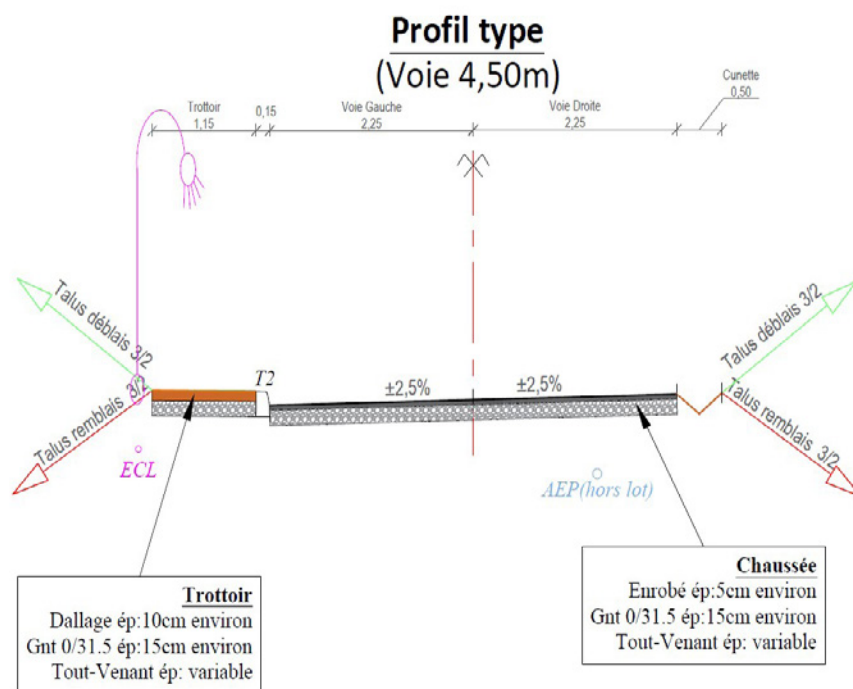 Profil type
(Voie 4,50m)
Cunette
0,50
Trottoir
1,15
0,15
Voie Gauche
2,25
Voie Droite
2,25
Talus déblais 3/2
Talus déblais 3/2
Talus remblais 3/2
Talus remblais 3/2
T2
±2,5%
±2,5%
ECL
AEP(hors lot)
Trottoir
Dallage ép:10cm environ
Gnt 0/31.5 ép:15cm environ
Tout-Venant ép: variable
Chaussée
Enrobé ép:5cm environ
Gnt 0/31.5 ép:15cm environ
Tout-Venant ép: variable